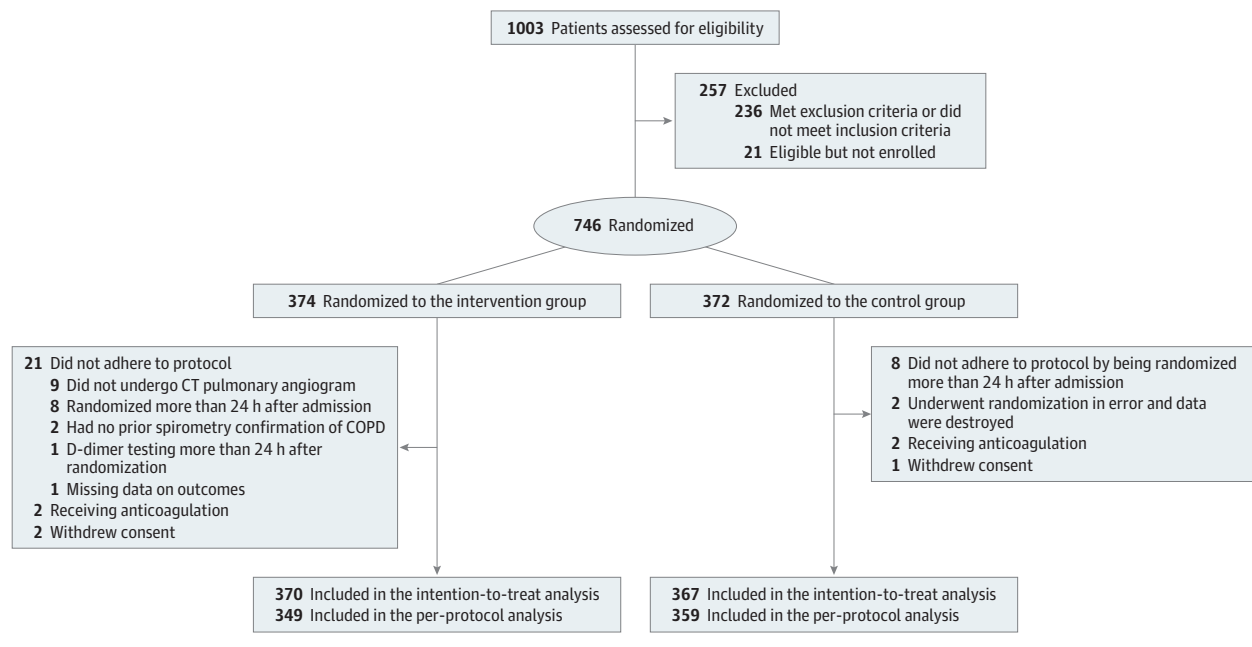 1003 Patients assessed for eligibility
257 Excluded
236 Met exclusion criteria or did
not meet inclusion criteria
21 Eligible but not enrolled
746 Randomized
374 Randomized to the intervention group
372 Randomized to the control group
21 Did not adhere to protocol
9 Did not undergo CT pulmonary angiogram
8 Randomized more than 24 h after admission
2 Had no prior spirometry confirmation of COPD
1 D-dimer testing more than 24 h after
randomization
1 Missing data on outcomes
2 Receiving anticoagulation
2 Withdrew consent
8 Did not adhere to protocol by being randomized
more than 24 h after admission
2 Underwent randomization in error and data
were destroyed
2 Receiving anticoagulation
1 Withdrew consent
370 Included in the intention-to-treat analysis
349 Included in the per-protocol analysis
367 Included in the intention-to-treat analysis
359 Included in the per-protocol analysis